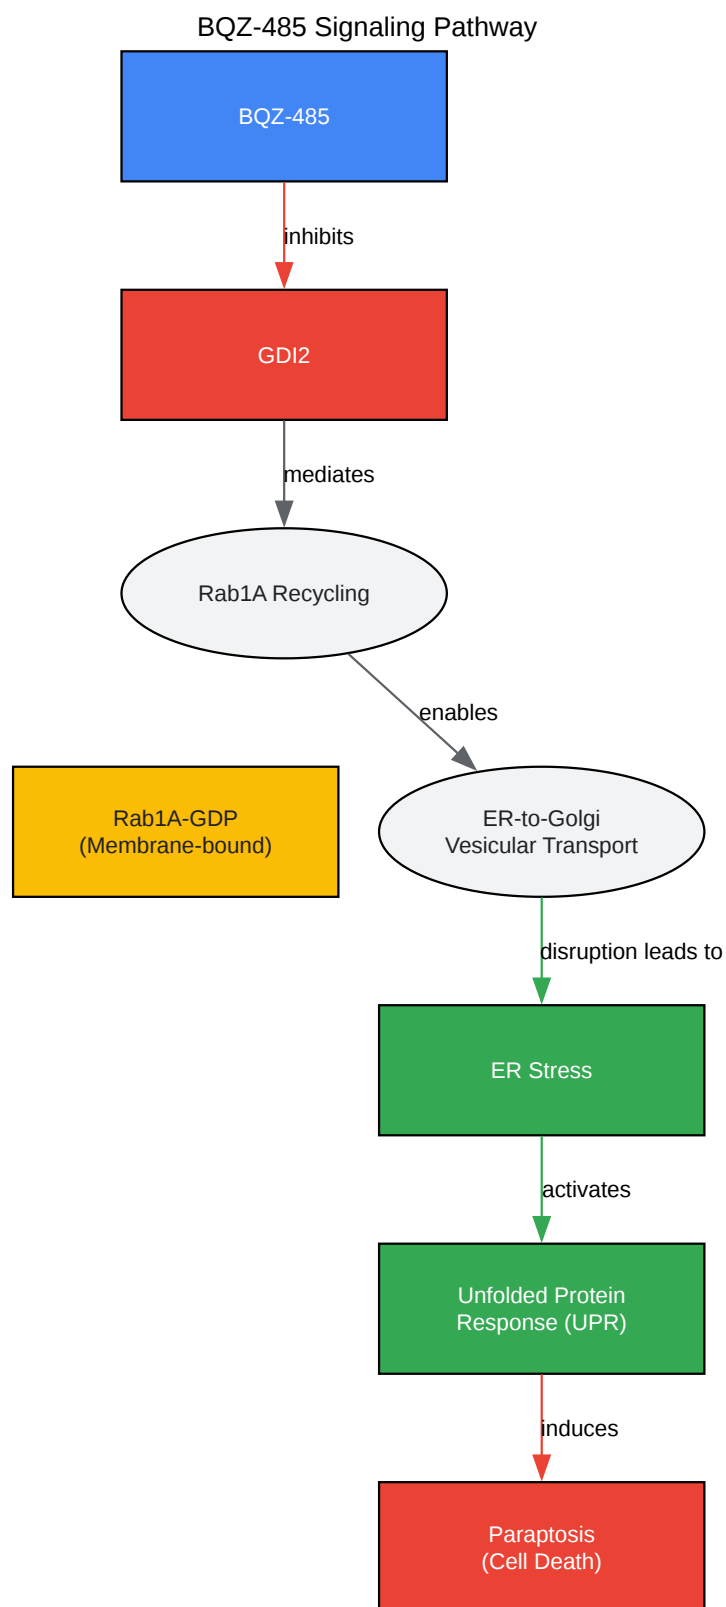 BQZ-485 Signaling Pathway
BQZ-485
inhibits
GDI2
mediates
Rab1A Recycling
enables
Rab1A-GDP
(Membrane-bound)
ER-to-Golgi
Vesicular Transport
disruption leads to
ER Stress
activates
Unfolded Protein
Response (UPR)
induces
Paraptosis
(Cell Death)